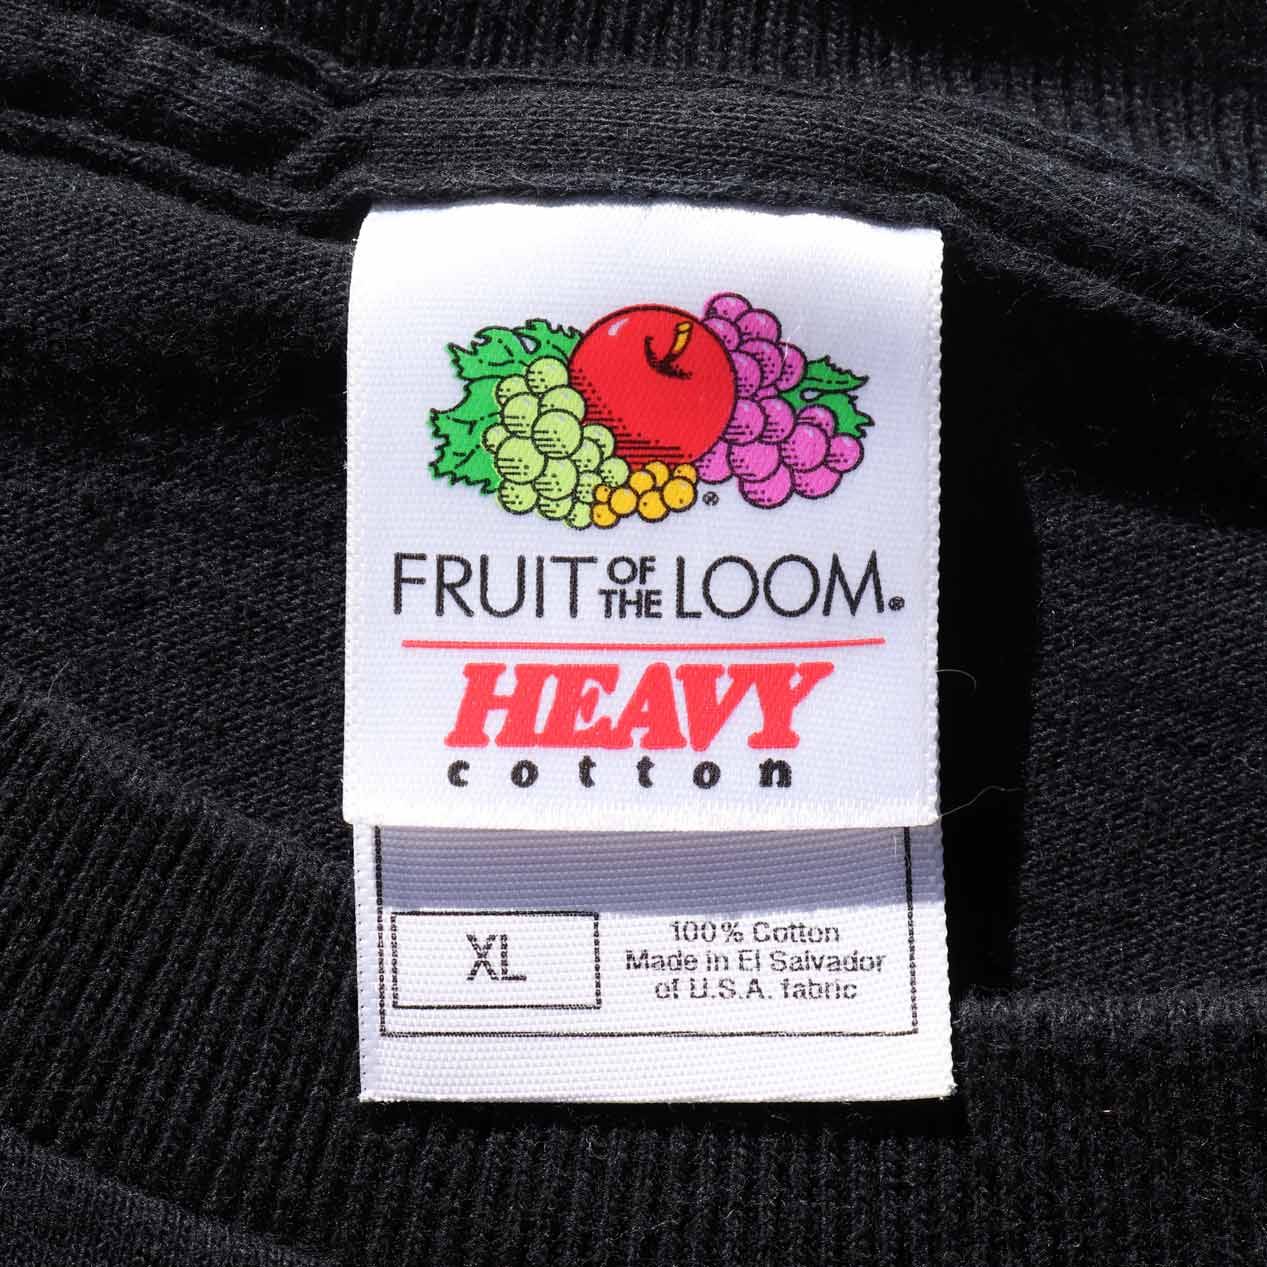 ®
FRUIT OF THE LOOM®
HEAVY
cotton
XL
100% Cotton
Made in El Salvador
of U.S.A. fabric